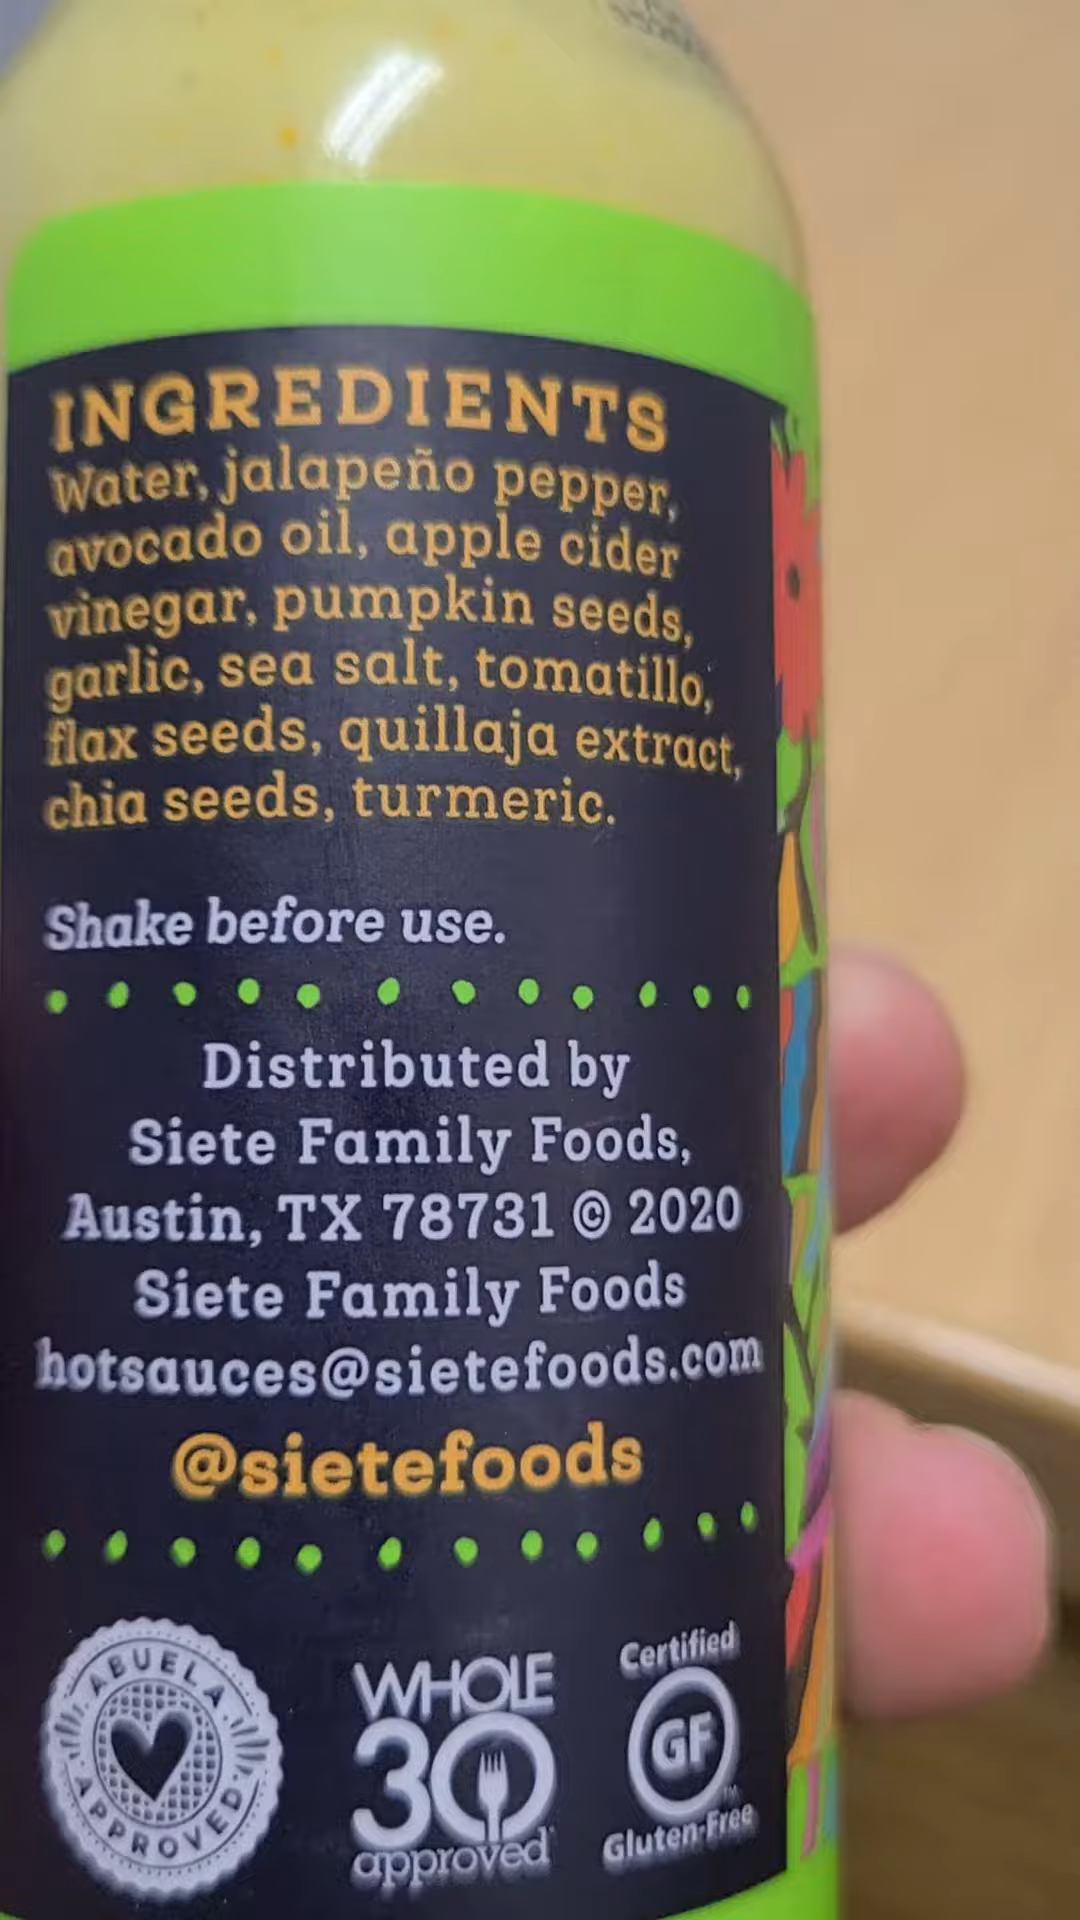 INGREDIENTS
Water, jalapeño pepper,
avocado oil, apple cider
vinegar, pumpkin seeds,
garlic, sea salt, tomatillo,
flax seeds, quillaja extract,
chia seeds, turmeric.
Shake before use.
Distributed by
Siete Family Foods,
Austin, TX 78731 © 2020
Siete Family Foods
hotsauces@sietefoods.com
@sietefoods
ABUELA
APPROVED
WHOLE
30
approved
Certified
GF
Gluten-Free